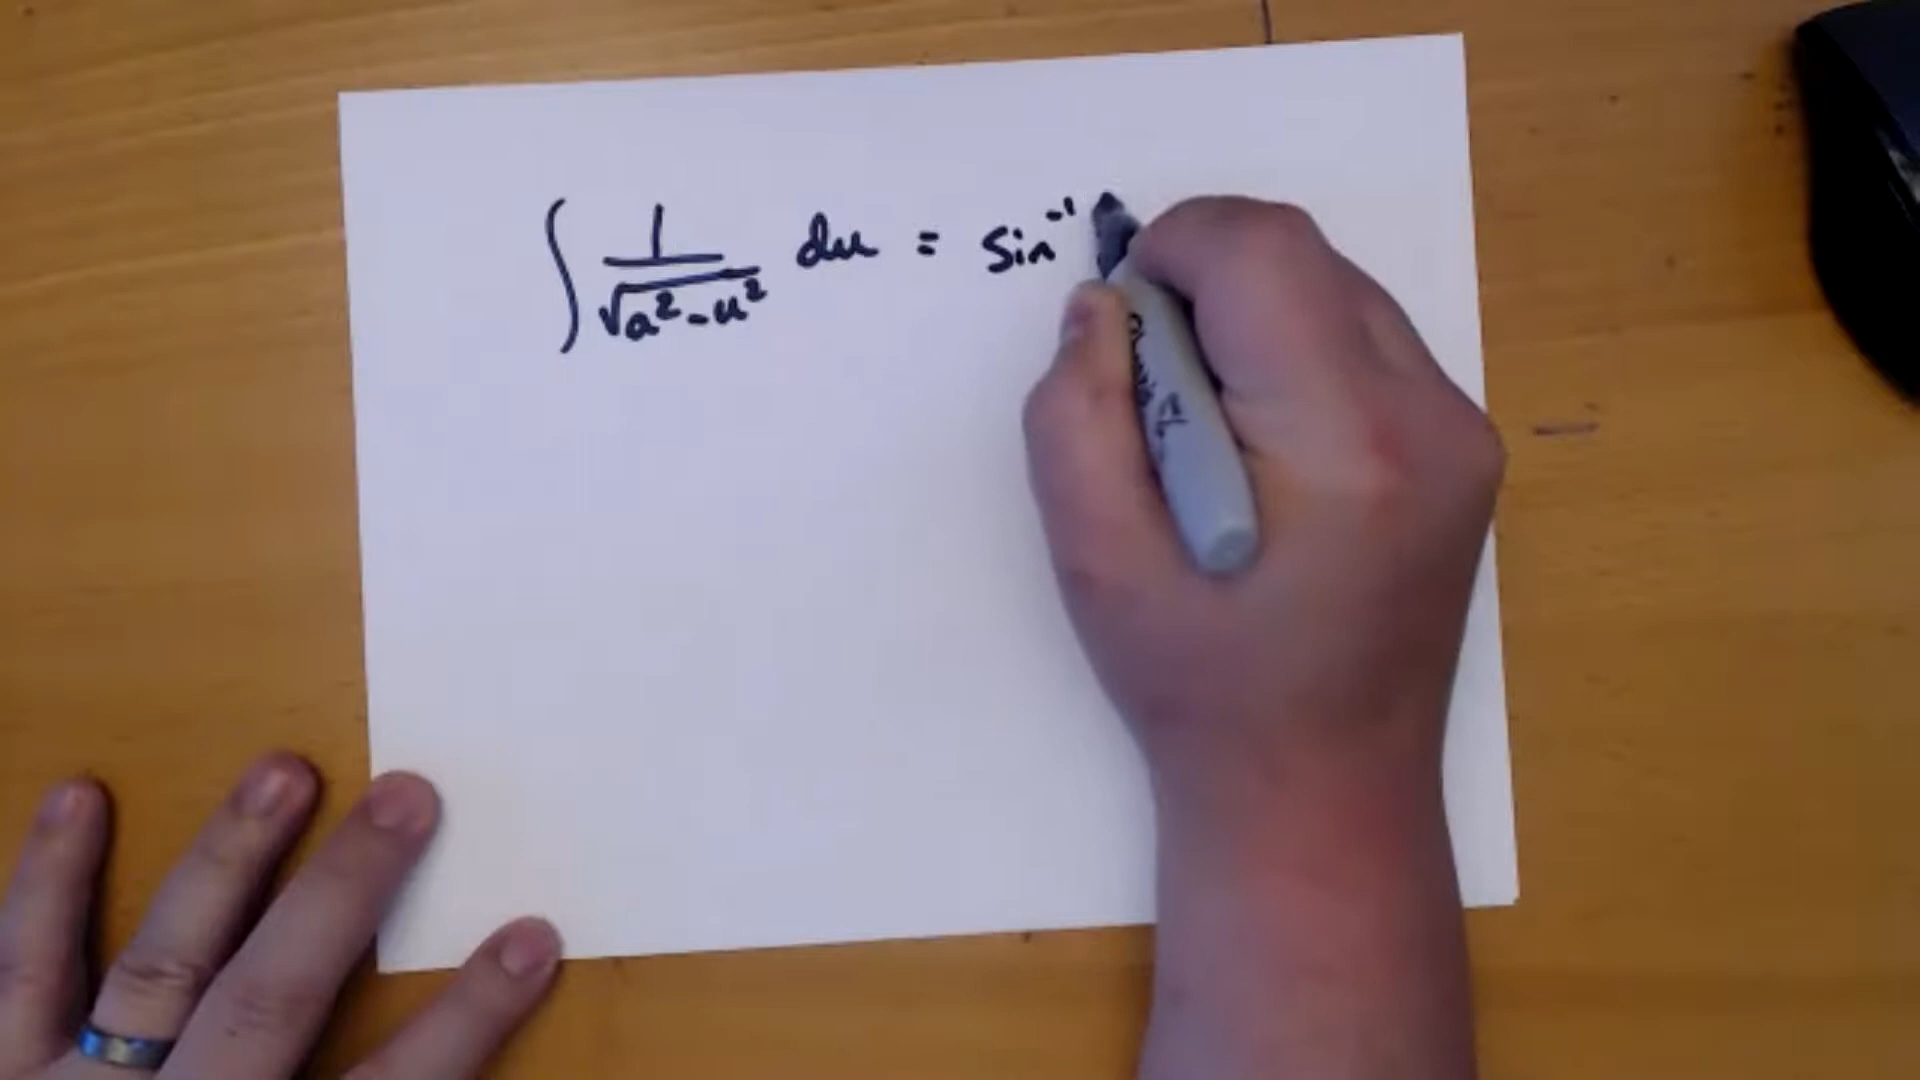 ∫ 1/√(a²-u²) du = sin⁻¹